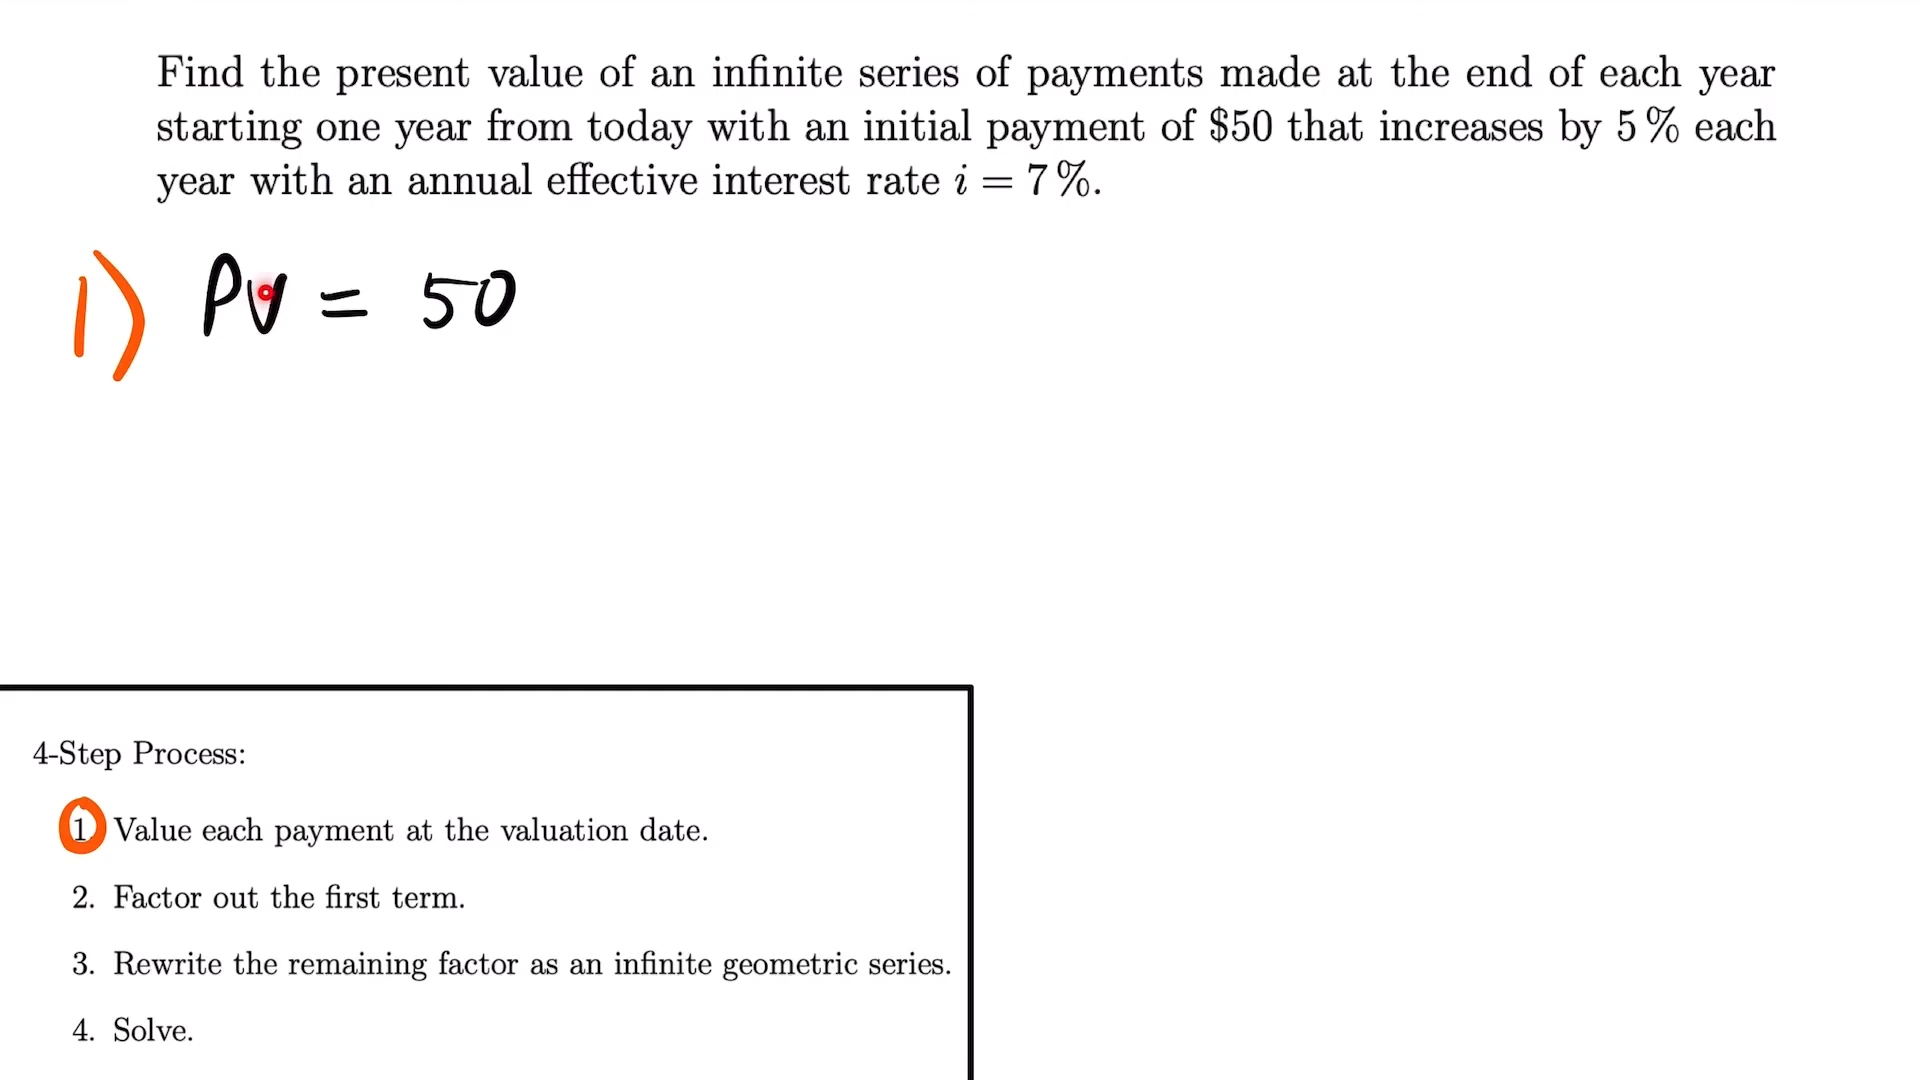 Find the present value of an infinite series of payments made at the end of each year
starting one year from today with an initial payment of $50 that increases by 5 % each
year with an annual effective interest rate i = 7 %.
1) PV = 50
4-Step Process:
1. Value each payment at the valuation date.
2. Factor out the first term.
3. Rewrite the remaining factor as an infinite geometric series.
4. Solve.